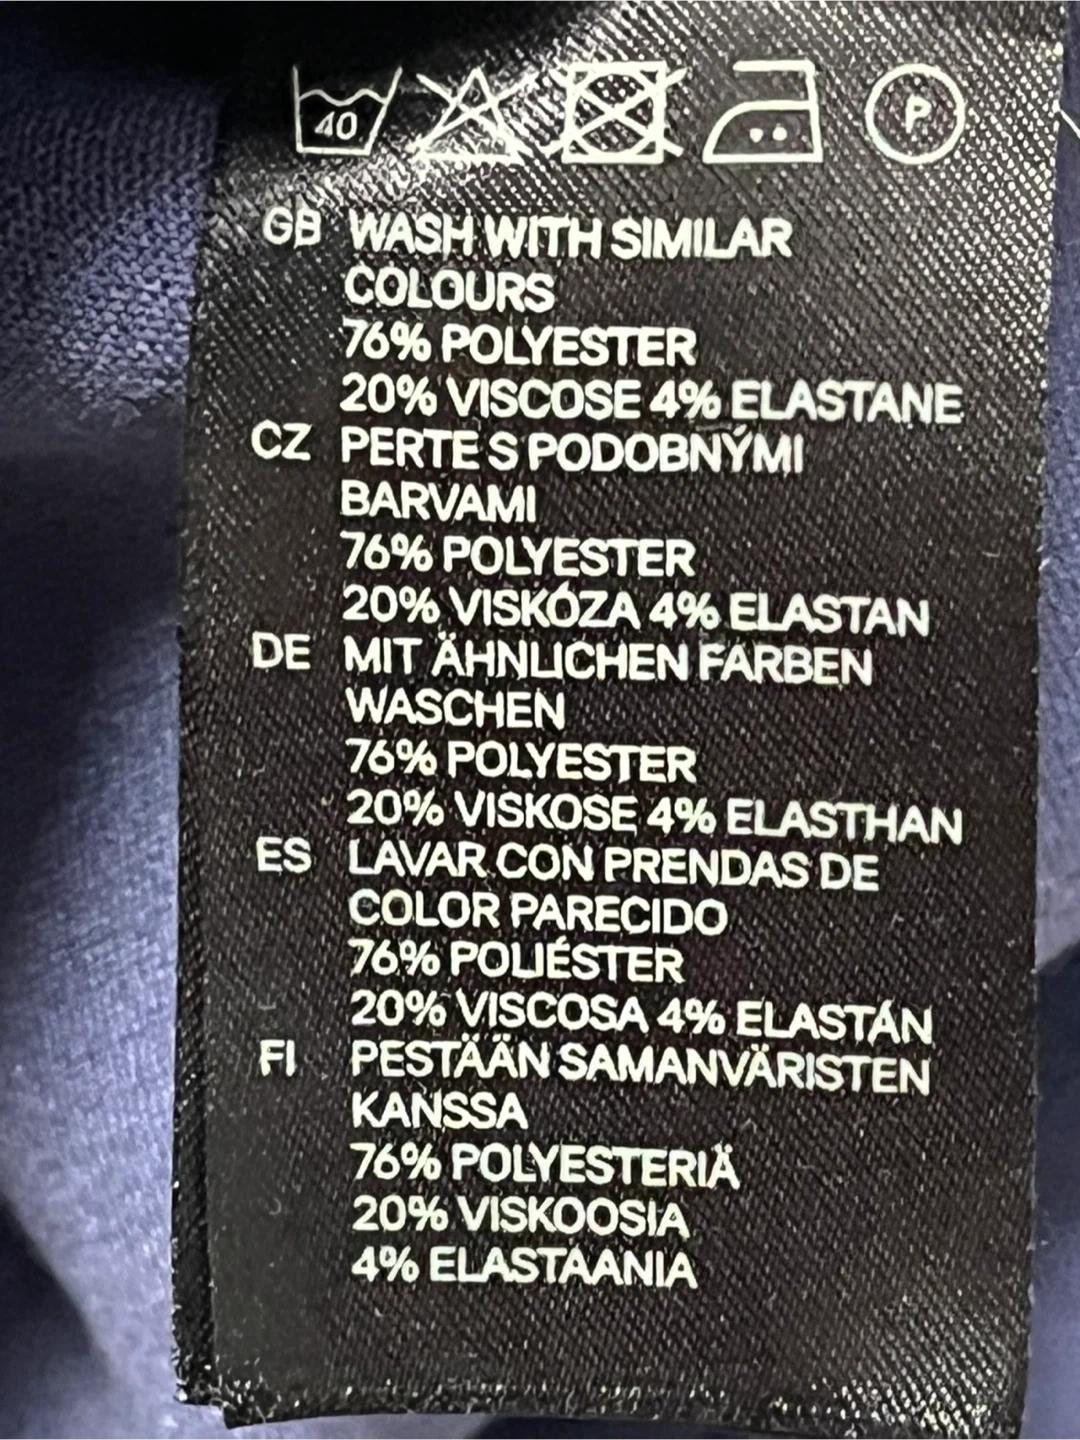 40 P
GB WASH WITH SIMILAR
COLOURS
76% POLYESTER
20% VISCOSE 4% ELASTANE
CZ PERTE S PODOBNÝMI
BARVAMI
76% POLYESTER
20% VISKÓZA 4% ELASTAN
DE MIT ÄHNLICHEN FARBEN
WASCHEN
76% POLYESTER
20% VISKOSE 4% ELASTHAN
ES LAVAR CON PRENDAS DE
COLOR PARECIDO
76% POLIÉSTER
20% VISCOSA 4% ELASTÁN
FI PESTÄÄN SAMANVÄRISTEN
KANSSA
76% POLYESTERIÄ
20% VISKOOSIA
4% ELASTAANIA